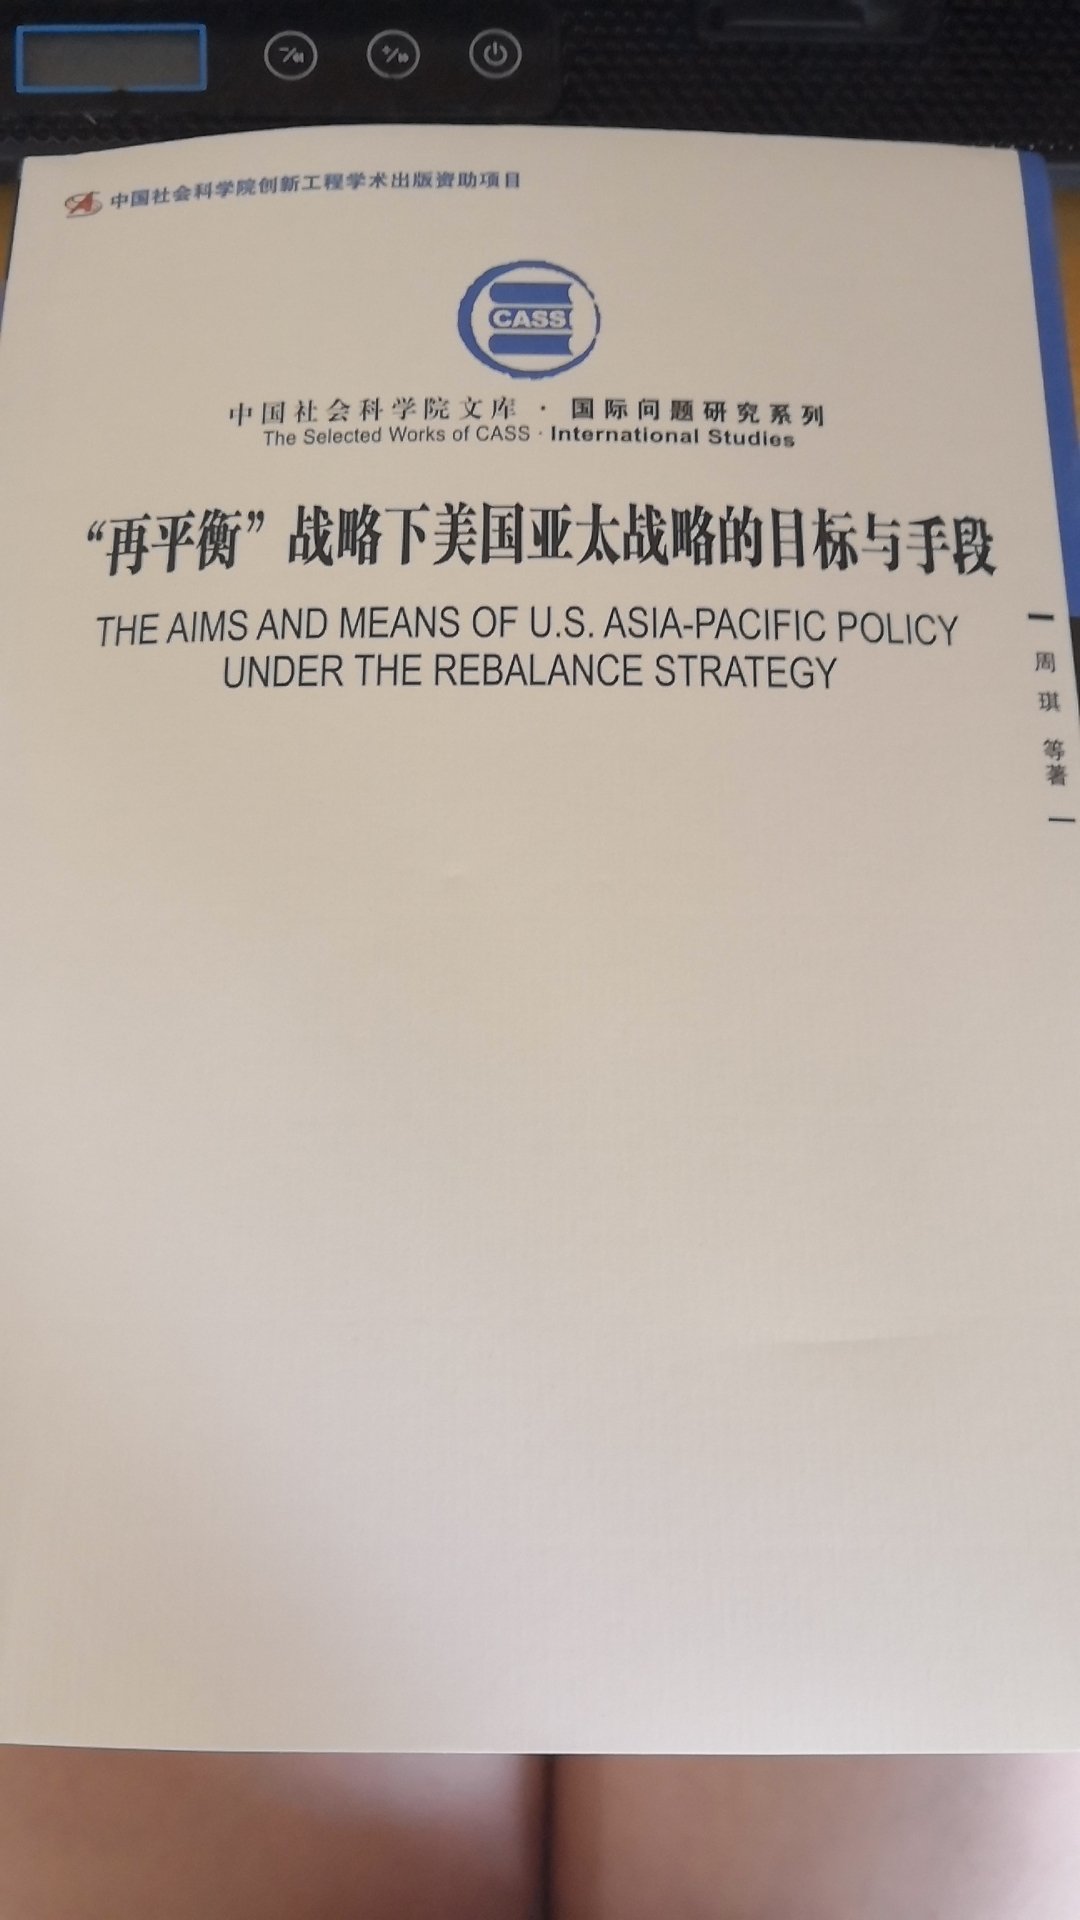 中国社会科学院创新工程学术出版资助项目
CASS
中国社会科学院文库 · 国际问题研究系列
The Selected Works of CASS · International Studies
“再平衡”战略下美国亚太战略的目标与手段
THE AIMS AND MEANS OF U.S. ASIA-PACIFIC POLICY
UNDER THE REBALANCE STRATEGY
周琪 等著